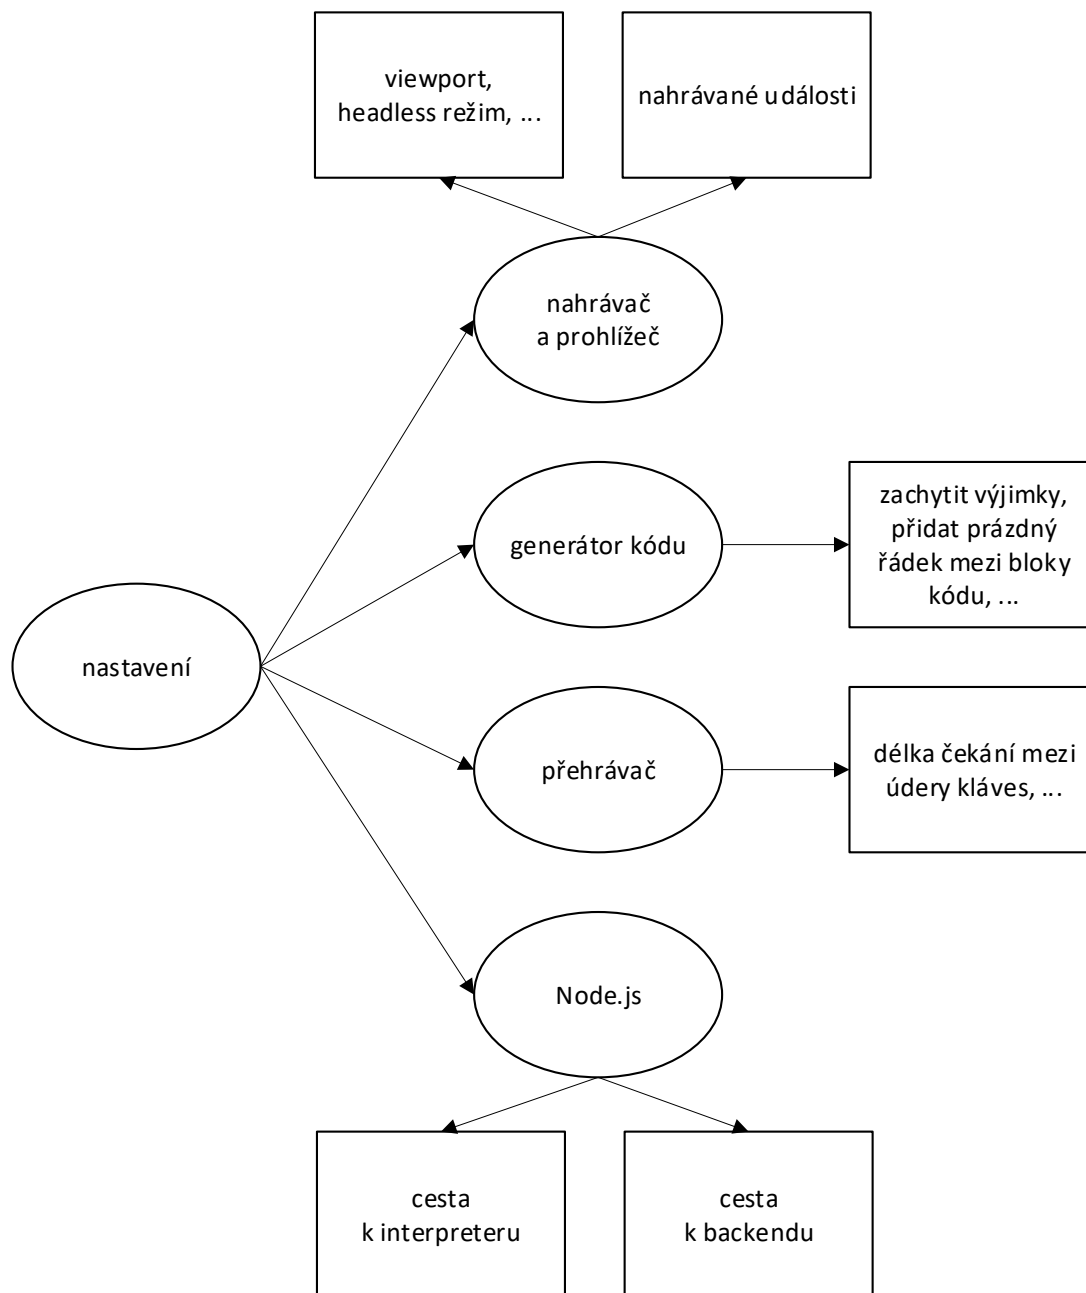 viewport,
headless režim, ...
nahrávané události
nahrávač
a prohlížeč
zachytit výjimky,
přidat prázdný
řádek mezi bloky
kódu, ...
generátor kódu
nastavení
přehrávač
délka čekání mezi
údery kláves, ...
Node.js
cesta
k interpreteru
cesta
k backendu